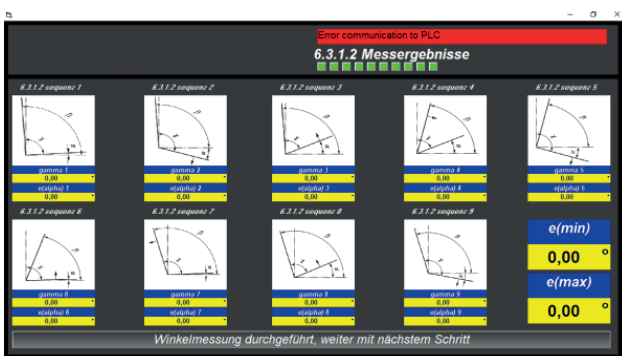 Error communication to PLC
6.3.1.2 Messergebnisse
6.3.1.2 sequenz 1
6.3.1.2 sequenz 2
6.3.1.2 sequenz 3
6.3.1.2 sequenz 4
6.3.1.2 sequenz 5
gamma 1
gamma 2
gamma 3
gamma 4
gamma 5
0,00 °
0,00 °
0,00 °
0,00 °
0,00 °
e(alpha) 1
e(alpha) 2
e(alpha) 3
e(alpha) 4
e(alpha) 5
0,00 °
0,00 °
0,00 °
0,00 °
0,00 °
6.3.1.2 sequenz 6
6.3.1.2 sequenz 7
6.3.1.2 sequenz 8
6.3.1.2 sequenz 9
gamma 6
gamma 7
gamma 8
gamma 9
0,00 °
0,00 °
0,00 °
0,00 °
e(alpha) 6
e(alpha) 7
e(alpha) 8
e(alpha) 9
0,00 °
0,00 °
0,00 °
0,00 °
e(min)
0,00 °
e(max)
0,00 °
Winkelmessung durchgeführt, weiter mit nächstem Schritt